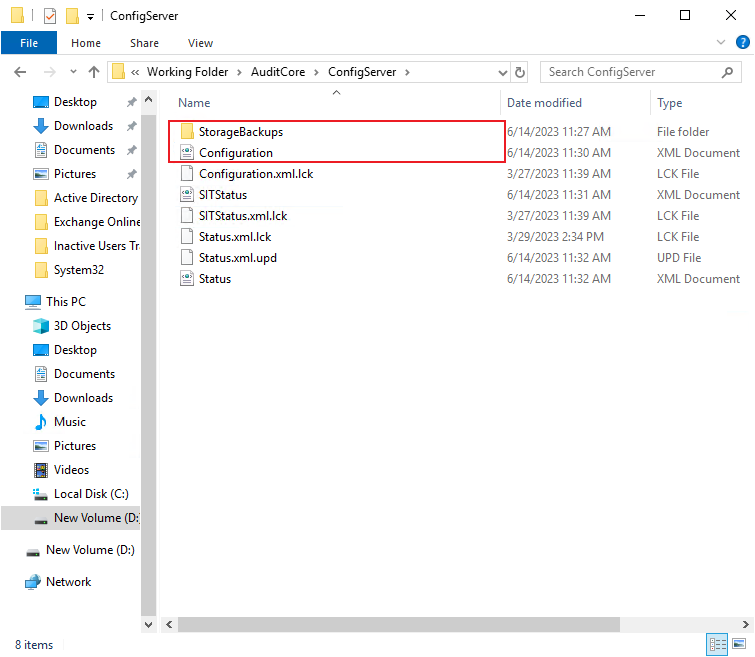 ConfigServer
File Home Share View
« Working Folder > AuditCore > ConfigServer > Search ConfigServer
Desktop
Downloads
Documents
Pictures
Active Directory
Exchange Online
Inactive Users Tr
System32
This PC
3D Objects
Desktop
Documents
Downloads
Music
Pictures
Videos
Local Disk (C:)
New Volume (D:
New Volume (D:)
Network
Name Date modified Type
StorageBackups 6/14/2023 11:27 AM File folder
Configuration 6/14/2023 11:30 AM XML Document
Configuration.xml.lck 3/27/2023 11:39 AM LCK File
SITStatus 6/14/2023 11:31 AM XML Document
SITStatus.xml.lck 3/27/2023 11:39 AM LCK File
Status.xml.lck 3/29/2023 2:34 PM LCK File
Status.xml.upd 6/14/2023 11:32 AM UPD File
Status 6/14/2023 11:32 AM XML Document
8 items